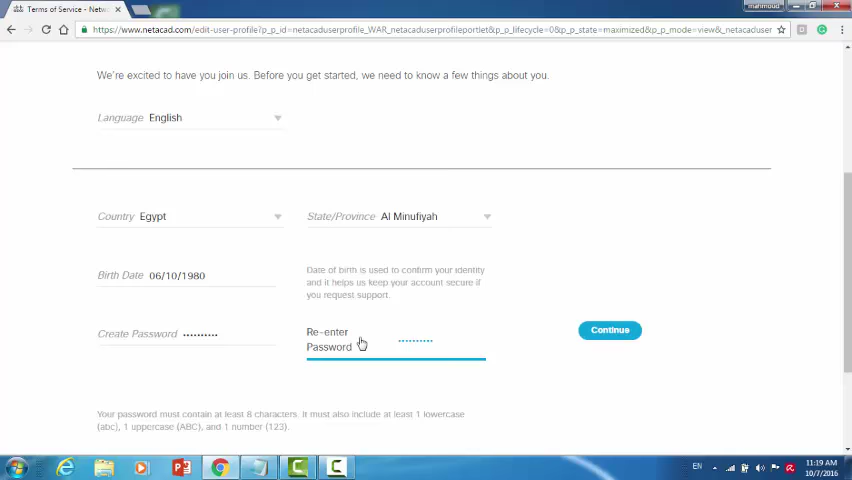 mahmoud
Terms of Service - Netw
https://www.netacad.com/edit-user-profile?p_p_id=netacaduserprofile_WAR_netacaduserprofileportlet&p_p_lifecycle=0&p_p_state=maximized&p_p_mode=view&_netacaduser
We're excited to have you join us. Before you get started, we need to know a few things about you.
Language English
Country Egypt State/Province Al Minufiyah
Birth Date 06/10/1980
Date of birth is used to confirm your identity
and it helps us keep your account secure if
you request support.
Create Password ••••••••••
Re-enter
Password ••••••••••
Continue
Your password must contain at least 8 characters. It must also include at least 1 lowercase
(abc), 1 uppercase (ABC), and 1 number (123).
EN
11:19 AM
10/7/2016